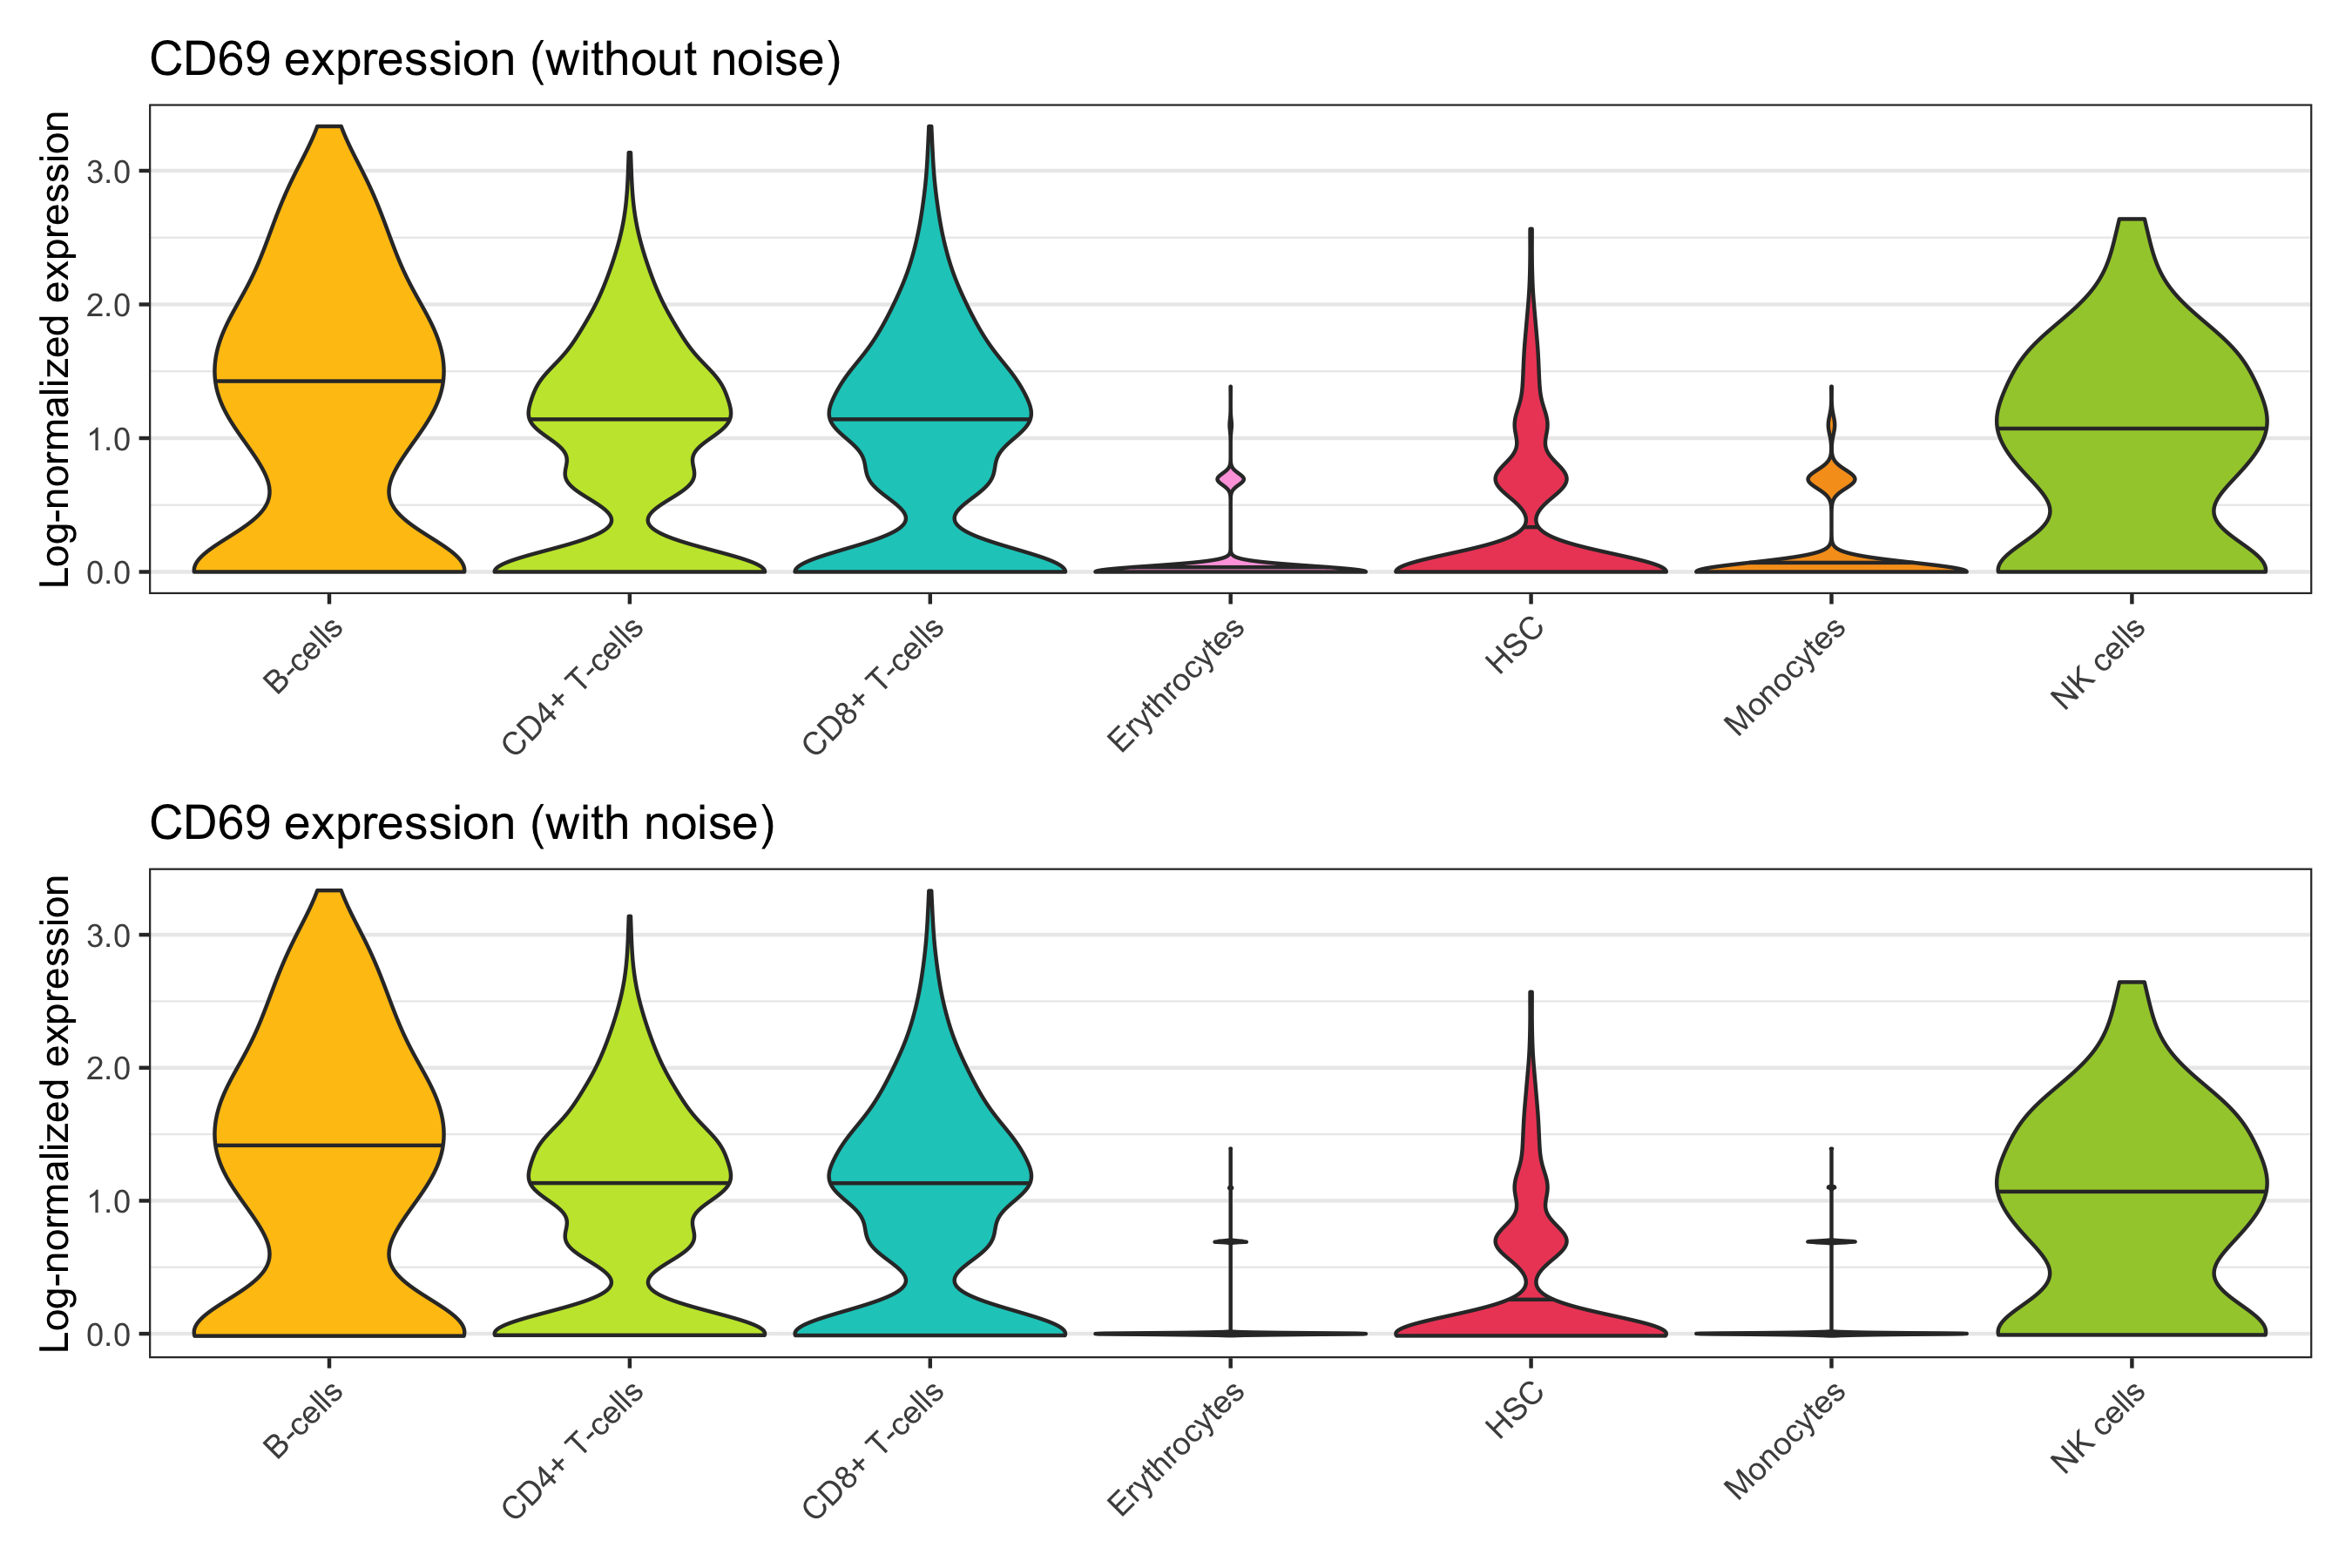 CD69 expression (without noise)
Log-normalized expression
3.0
2.0
1.0
0.0
B-cells
CD4+ T-cells
CD8+ T-cells
Erythrocytes
HSC
Monocytes
NK cells
CD69 expression (with noise)
Log-normalized expression
3.0
2.0
1.0
0.0
B-cells
CD4+ T-cells
CD8+ T-cells
Erythrocytes
HSC
Monocytes
NK cells